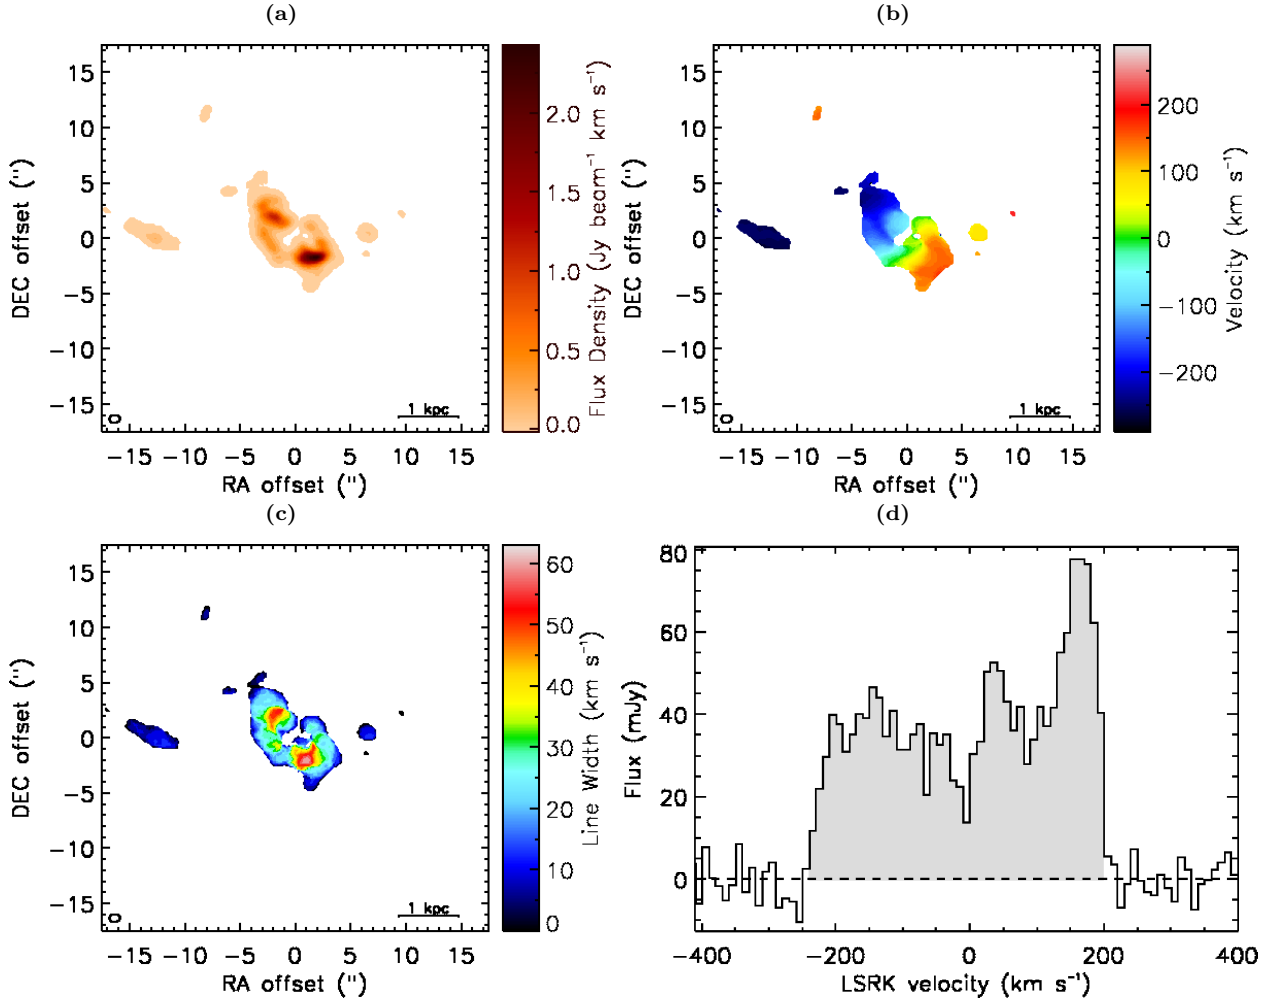 (a)
15
10
5
0
−5
−10
−15
DEC offset ('')
−15 −10 −5 0 5 10 15
RA offset ('')
1 kpc
2.0
1.5
1.0
0.5
0.0
Flux Density (Jy beam⁻¹ km s⁻¹)
(b)
15
10
5
0
−5
−10
−15
DEC offset ('')
−15 −10 −5 0 5 10 15
RA offset ('')
1 kpc
200
100
0
−100
−200
Velocity (km s⁻¹)
(c)
15
10
5
0
−5
−10
−15
DEC offset ('')
−15 −10 −5 0 5 10 15
RA offset ('')
1 kpc
60
50
40
30
20
10
0
Line Width (km s⁻¹)
(d)
80
60
40
20
0
Flux (mJy)
−400 −200 0 200 400
LSRK velocity (km s⁻¹)